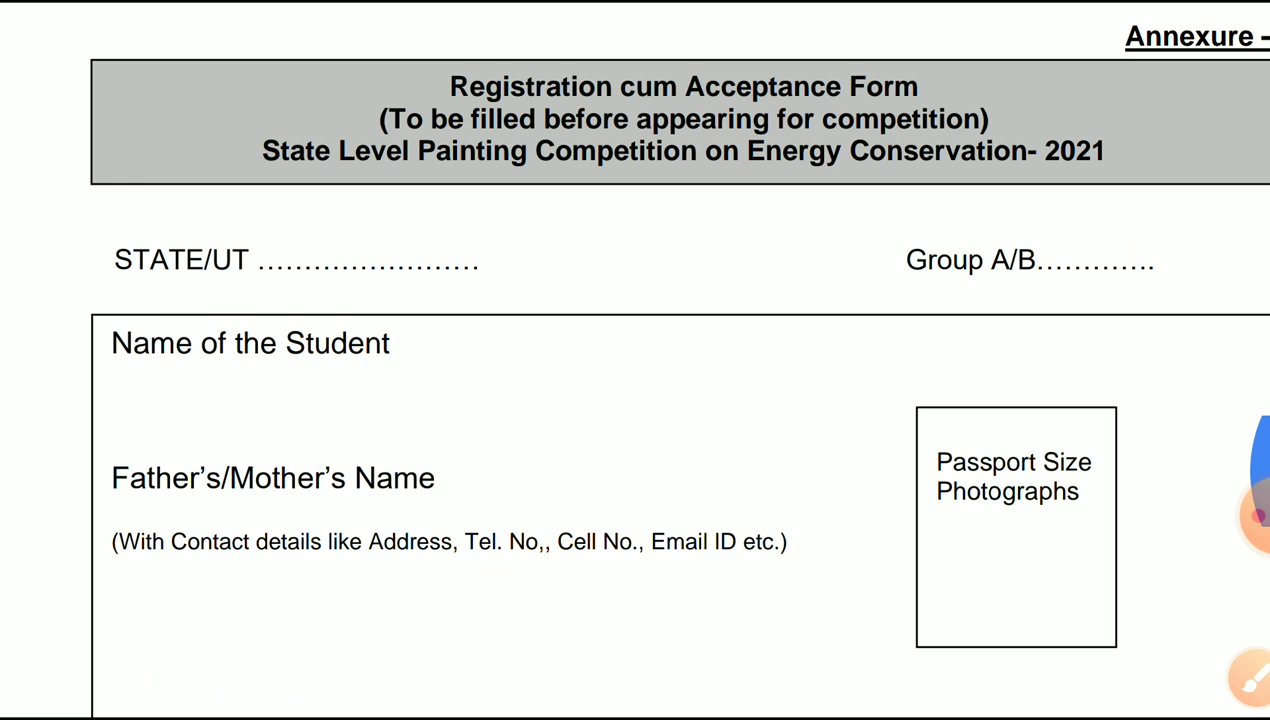 Annexure -
Registration cum Acceptance Form
(To be filled before appearing for competition)
State Level Painting Competition on Energy Conservation- 2021
STATE/UT ........................ Group A/B.............
Name of the Student
Passport Size
Photographs
Father's/Mother's Name
(With Contact details like Address, Tel. No,, Cell No., Email ID etc.)